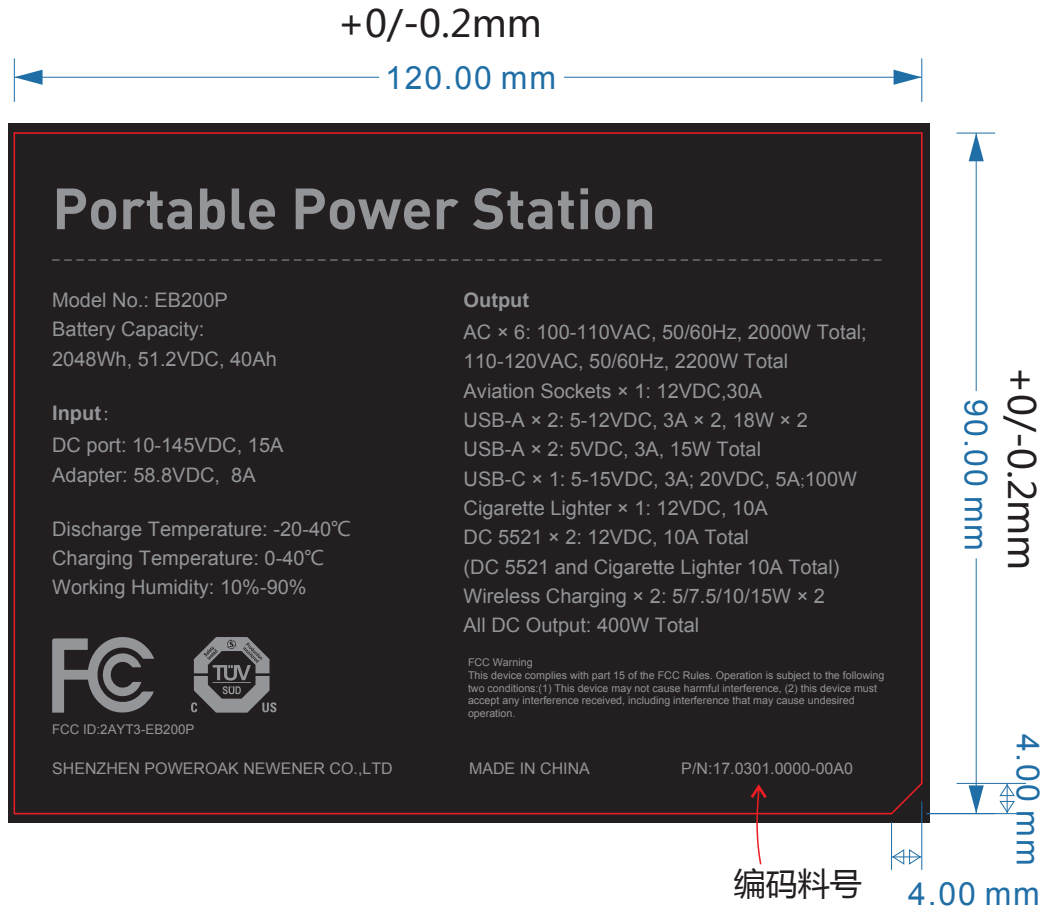 +0/-0.2mm
120.00 mm
Portable Power Station
Model No.: EB200P
Battery Capacity:
2048Wh, 51.2VDC, 40Ah
Input:
DC port: 10-145VDC, 15A
Adapter: 58.8VDC, 8A
Discharge Temperature: -20-40℃
Charging Temperature: 0-40℃
Working Humidity: 10%-90%
FC
TÜV
SÜD
C US
FCC ID:2AYT3-EB200P
Output
AC × 6: 100-110VAC, 50/60Hz, 2000W Total;
110-120VAC, 50/60Hz, 2200W Total
Aviation Sockets × 1: 12VDC,30A
USB-A × 2: 5-12VDC, 3A × 2, 18W × 2
USB-A × 2: 5VDC, 3A, 15W Total
USB-C × 1: 5-15VDC, 3A; 20VDC, 5A;100W
Cigarette Lighter × 1: 12VDC, 10A
DC 5521 × 2: 12VDC, 10A Total
(DC 5521 and Cigarette Lighter 10A Total)
Wireless Charging × 2: 5/7.5/10/15W × 2
All DC Output: 400W Total
FCC Warning
This device complies with part 15 of the FCC Rules. Operation is subject to the following
two conditions:(1) This device may not cause harmful interference, (2) this device must
accept any interference received, including interference that may cause undesired
operation.
SHENZHEN POWEROAK NEWENER CO.,LTD
MADE IN CHINA
P/N:17.0301.0000-00A0
+0/-0.2mm
90.00 mm
4.00 mm
编码料号
4.00 mm